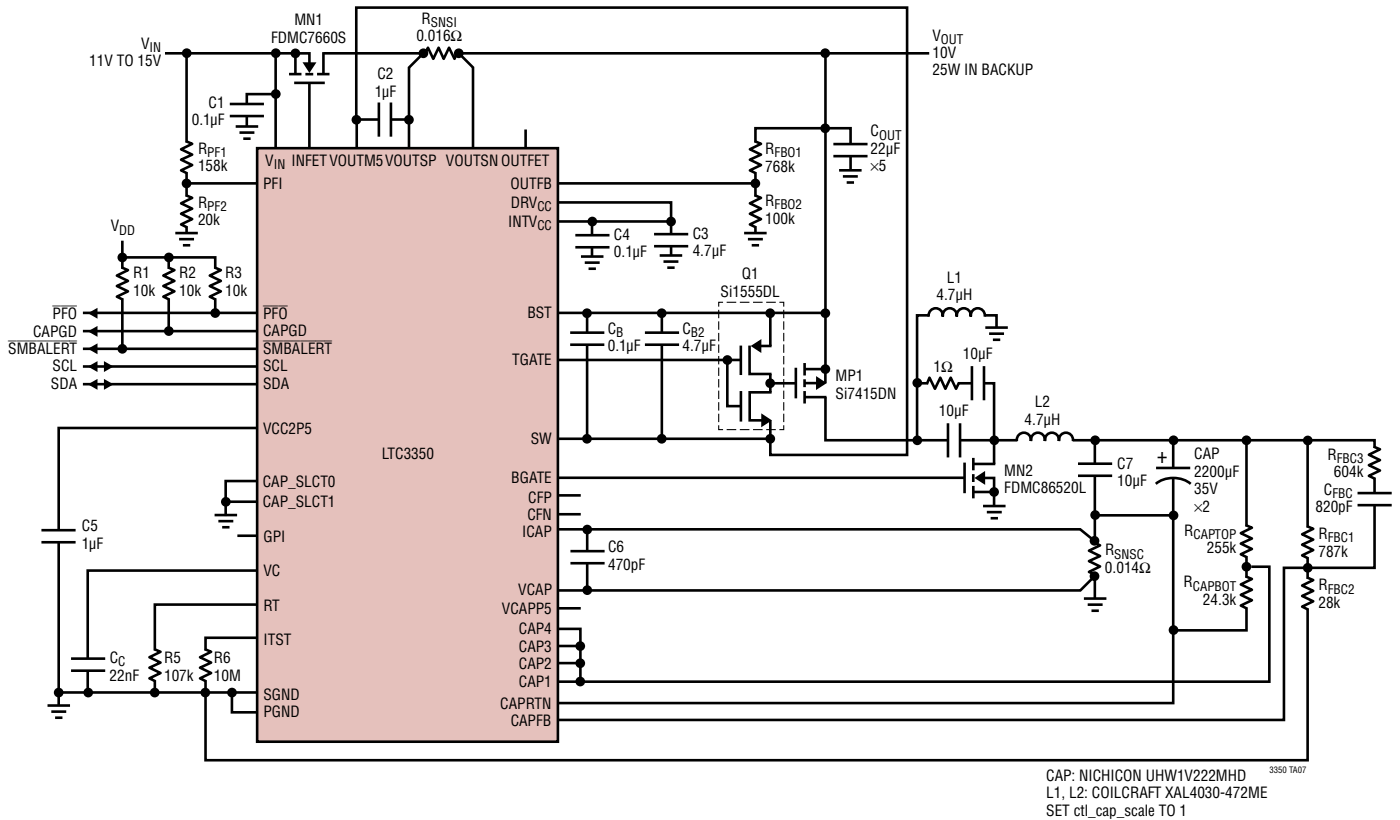 MN1
FDMC7660S
RSNSI
0.016Ω
VIN
11V TO 15V
VOUT
10V
25W IN BACKUP
C2
1µF
C1
0.1µF
RPF1
158k
RPF2
20k
VIN
INFET
VOUTM5
VOUTSP
VOUTSN
OUTFET
PFI
OUTFB
DRVCC
INTVCC
RFBO1
768k
RFBO2
100k
COUT
22µF
×5
C4
0.1µF
C3
4.7µF
VDD
R1
10k
R2
10k
R3
10k
PFO
CAPGD
SMBALERT
SCL
SDA
PFO
CAPGD
SMBALERT
SCL
SDA
BST
TGATE
SW
CB
0.1µF
CB2
4.7µF
Q1
Si1555DL
MP1
Si7415DN
L1
4.7µH
1Ω
10µF
10µF
L2
4.7µH
VCC2P5
LTC3350
CAP_SLCT0
CAP_SLCT1
GPI
VC
RT
ITST
SGND
PGND
BGATE
CFP
CFN
ICAP
VCAP
VCAPP5
CAP4
CAP3
CAP2
CAP1
CAPRTN
CAPFB
MN2
FDMC86520L
C7
10µF
+
CAP
2200µF
35V
×2
RFBC3
604k
CFBC
820pF
RCAPTOP
255k
RFBC1
787k
RCAPBOT
24.3k
RFBC2
28k
C6
470pF
RSNSC
0.014Ω
C5
1µF
CC
22nF
R5
107k
R6
10M
CAP: NICHICON UHW1V222MHD
3350 TA07
L1, L2: COILCRAFT XAL4030-472ME
SET ctl_cap_scale TO 1